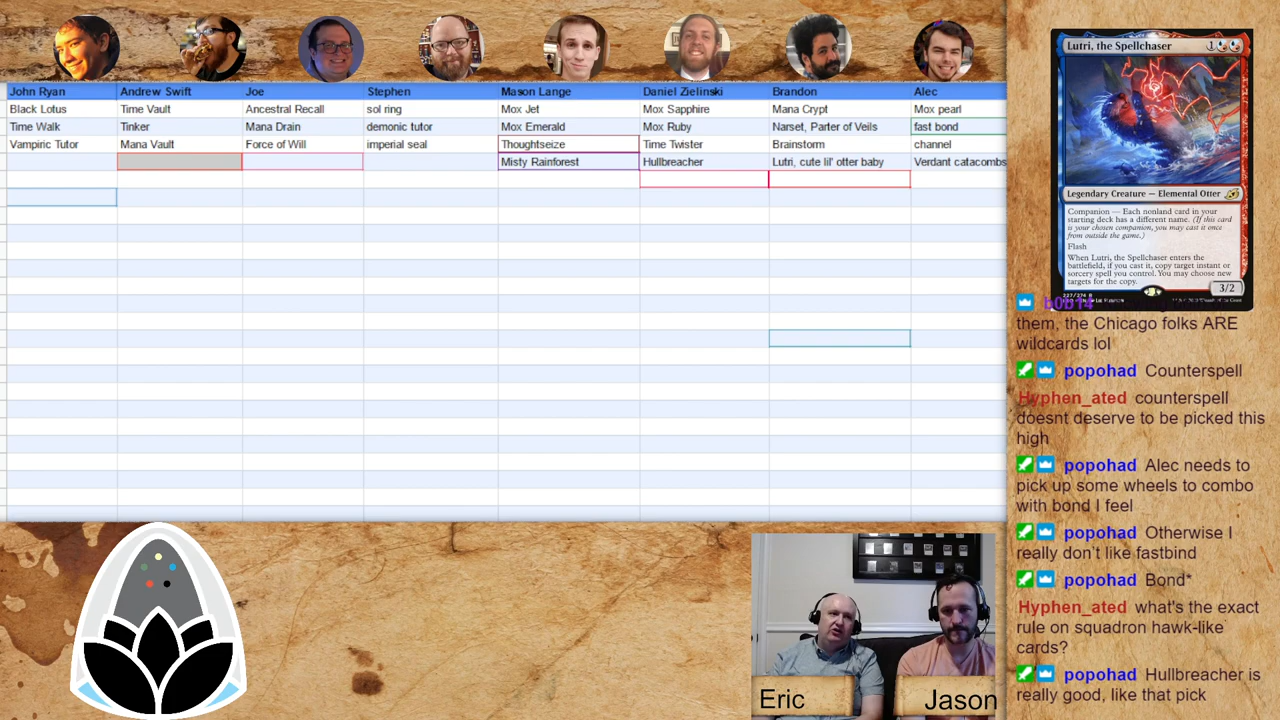 John Ryan Andrew Swift Joe Stephen Mason Lange Daniel Zielinski Brandon Alec
Black Lotus Time Vault Ancestral Recall sol ring Mox Jet Mox Sapphire Mana Crypt Mox pearl
Time Walk Tinker Mana Drain demonic tutor Mox Emerald Mox Ruby Narset, Parter of Veils fast bond
Vampiric Tutor Mana Vault Force of Will imperial seal Thoughtseize Time Twister Brainstorm channel
Misty Rainforest Hullbreacher Lutri, cute lil' otter baby Verdant catacombs
Lutri, the Spellchaser 1
Legendary Creature — Elemental Otter
Companion — Each nonland card in your
starting deck has a different name. (If this card
is your chosen companion, you may cast it once
from outside the game.)
Flash
When Lutri, the Spellchaser enters the
battlefield, if you cast it, copy target instant or
sorcery spell you control. You may choose new
targets for the copy.
3/2
b0b14
them, the Chicago folks ARE
wildcards lol
popohad Counterspell
Hyphen_ated counterspell
doesnt deserve to be picked this
high
popohad Alec needs to
pick up some wheels to combo
with bond I feel
popohad Otherwise I
really don't like fastbind
popohad Bond*
Hyphen_ated what's the exact
rule on squadron hawk-like
cards?
popohad Hullbreacher is
really good, like that pick
Eric Jason